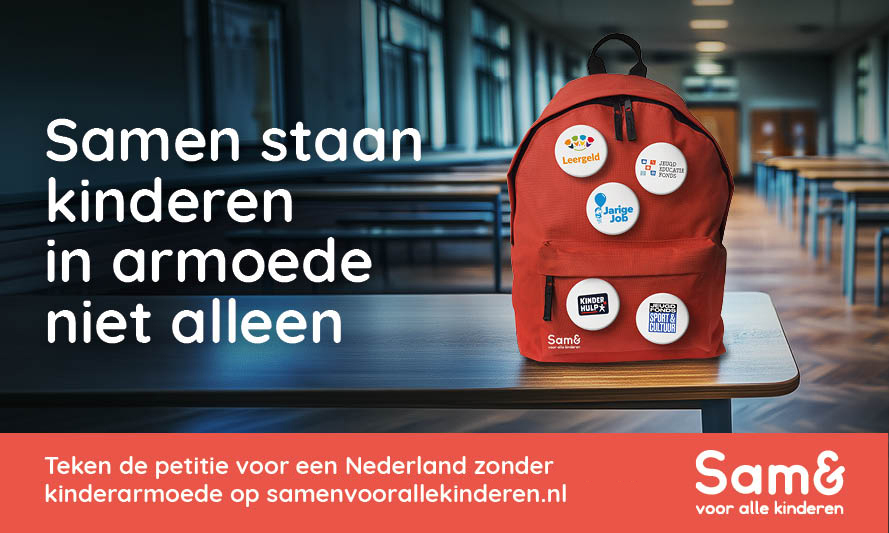 Samen staan
kinderen
in armoede
niet alleen
Leergeld
JEUGD
EDUCATIE
FONDS
Jarige
Job
KINDER
HULP
JEUGD
FONDS
SPORT &
CULTUUR
Sam&
voor alle kinderen
Teken de petitie voor een Nederland zonder
kinderarmoede op samenvoorallekinderen.nl
Sam&
voor alle kinderen